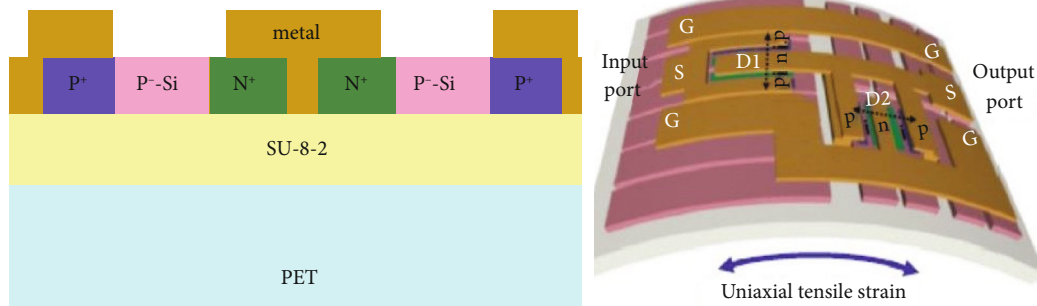 metal
P⁺
P⁻-Si
N⁺
N⁺
P⁻-Si
P⁺
SU-8-2
PET
G
G
Input
port
S
D1
p
i
n
i
p
Output
port
S
D2
p
n
p
G
G
Uniaxial tensile strain